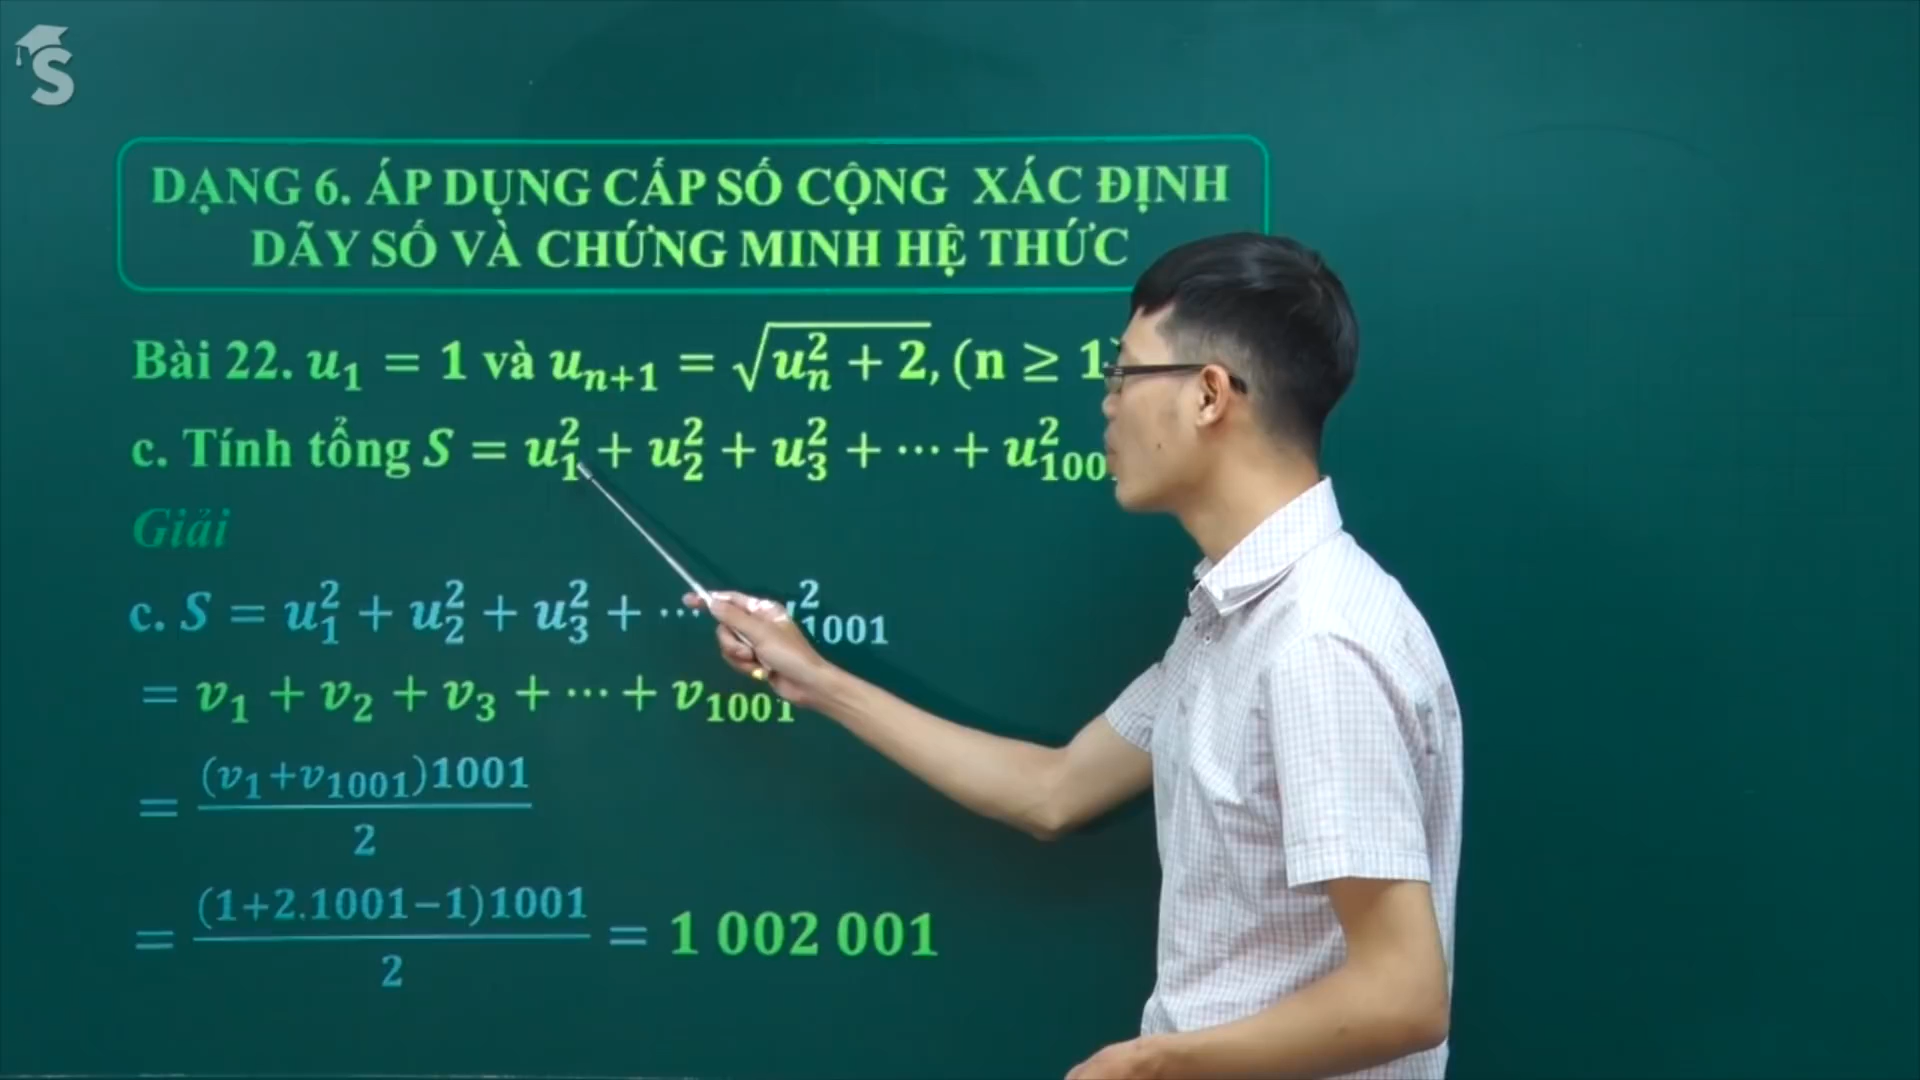 S
DẠNG 6. ÁP DỤNG CẤP SỐ CỘNG XÁC ĐỊNH
DÃY SỐ VÀ CHỨNG MINH HỆ THỨC
Bài 22. u₁ = 1 và uₙ₊₁ = √(uₙ² + 2), (n ≥ 1
c. Tính tổng S = u₁² + u₂² + u₃² + ⋯ + u²₁₀₀
Giải
c. S = u₁² + u₂² + u₃² + ⋯ u²₁₀₀₁
= v₁ + v₂ + v₃ + ⋯ + v₁₀₀₁
= (v₁+v₁₀₀₁)1001 / 2
= (1+2.1001−1)1001 / 2 = 1 002 001